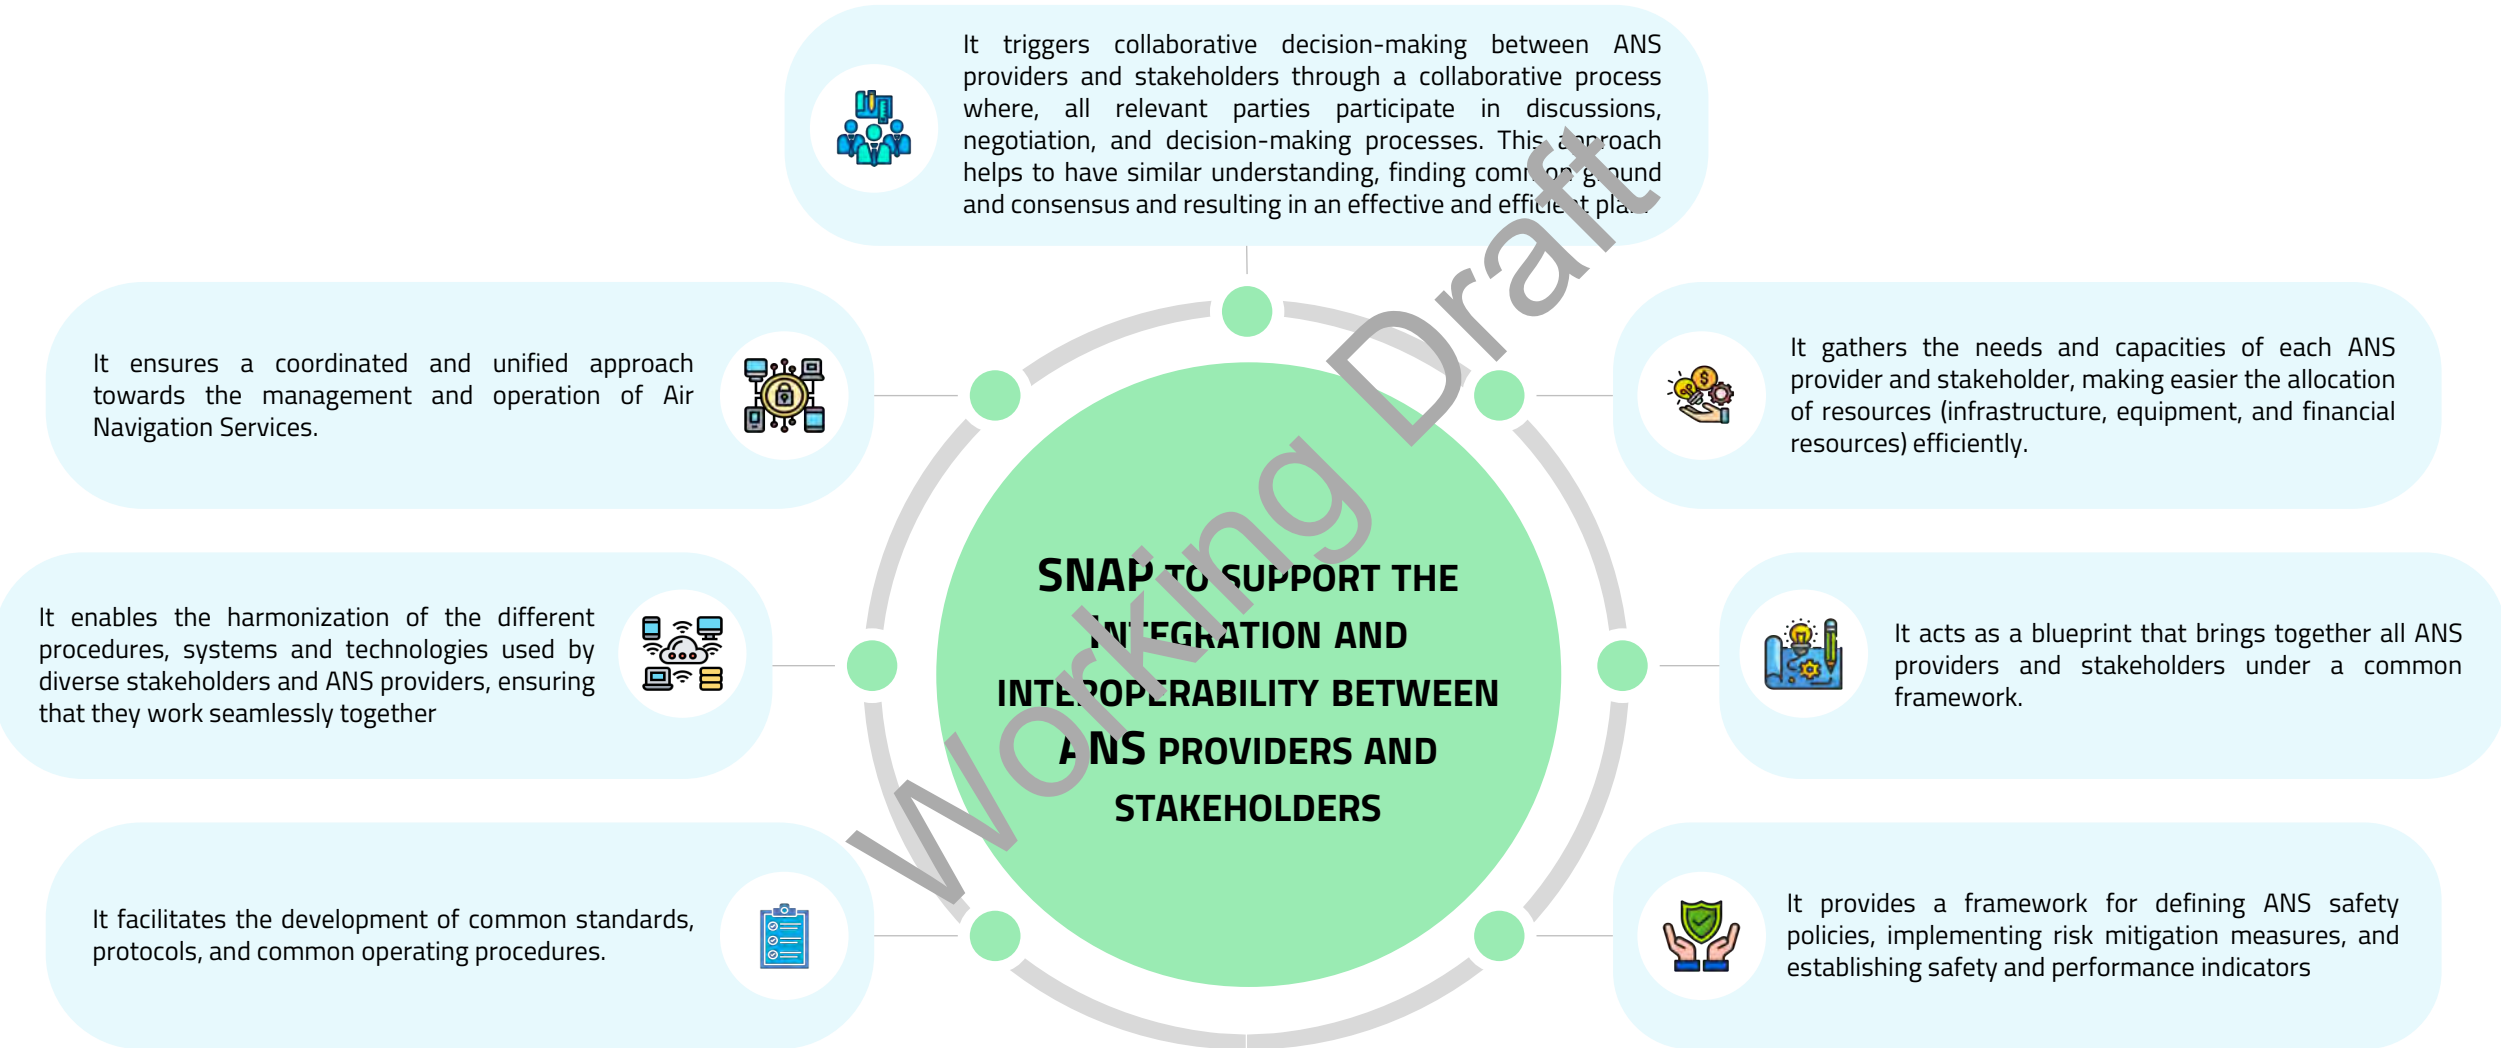 It triggers collaborative decision-making between ANS
providers and stakeholders through a collaborative process
where, all relevant parties participate in discussions,
negotiation, and decision-making processes. This approach
helps to have similar understanding, finding common ground
and consensus and resulting in an effective and efficient plan.
It ensures a coordinated and unified approach
towards the management and operation of Air
Navigation Services.
It gathers the needs and capacities of each ANS
provider and stakeholder, making easier the allocation
of resources (infrastructure, equipment, and financial
resources) efficiently.
It enables the harmonization of the different
procedures, systems and technologies used by
diverse stakeholders and ANS providers, ensuring
that they work seamlessly together
SNAP TO SUPPORT THE
INTEGRATION AND
INTEROPERABILITY BETWEEN
ANS PROVIDERS AND
STAKEHOLDERS
It acts as a blueprint that brings together all ANS
providers and stakeholders under a common
framework.
It facilitates the development of common standards,
protocols, and common operating procedures.
It provides a framework for defining ANS safety
policies, implementing risk mitigation measures, and
establishing safety and performance indicators
Working Draft